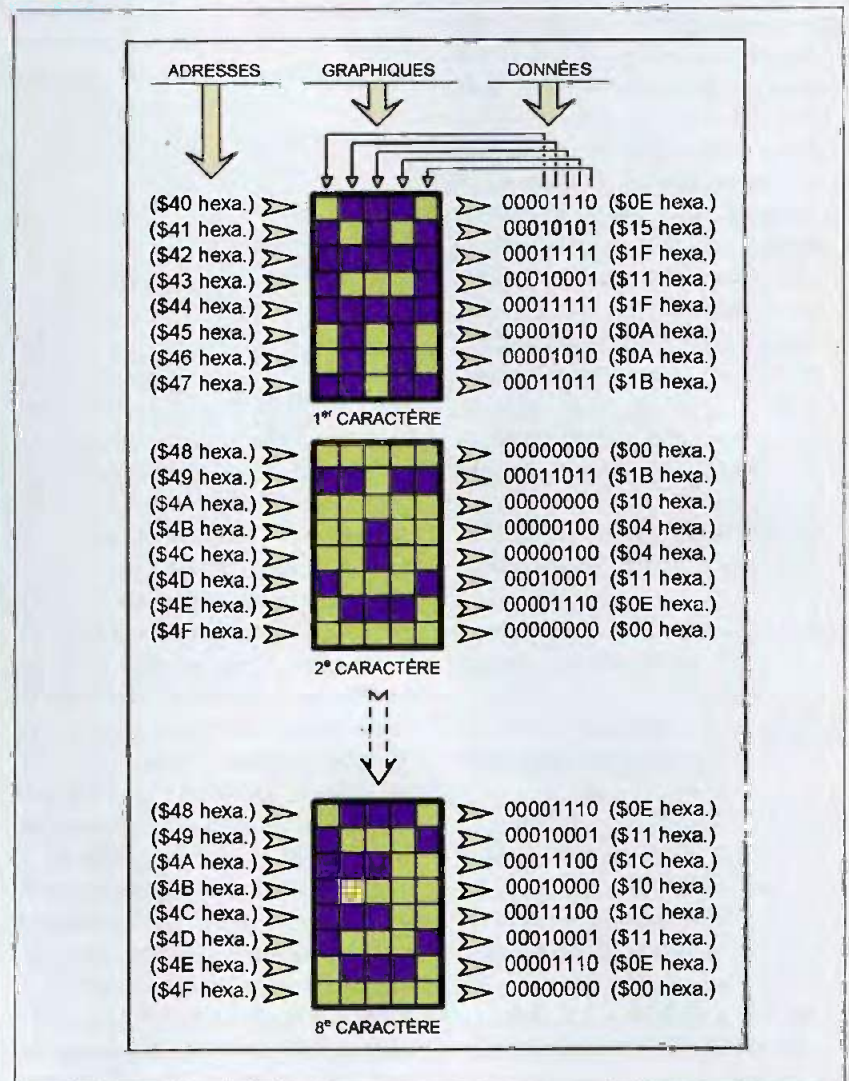 ADRESSES GRAPHIQUES DONNÉES
($40 hexa.) 00001110 ($0E hexa.)
($41 hexa.) 00010101 ($15 hexa.)
($42 hexa.) 00011111 ($1F hexa.)
($43 hexa.) 00010001 ($11 hexa.)
($44 hexa.) 00011111 ($1F hexa.)
($45 hexa.) 00001010 ($0A hexa.)
($46 hexa.) 00001010 ($0A hexa.)
($47 hexa.) 00011011 ($1B hexa.)
1er CARACTÈRE
($48 hexa.) 00000000 ($00 hexa.)
($49 hexa.) 00011011 ($1B hexa.)
($4A hexa.) 00000000 ($10 hexa.)
($4B hexa.) 00000100 ($04 hexa.)
($4C hexa.) 00000100 ($04 hexa.)
($4D hexa.) 00010001 ($11 hexa.)
($4E hexa.) 00001110 ($0E hexa.)
($4F hexa.) 00000000 ($00 hexa.)
2e CARACTÈRE
($48 hexa.) 00001110 ($0E hexa.)
($49 hexa.) 00010001 ($11 hexa.)
($4A hexa.) 00011100 ($1C hexa.)
($4B hexa.) 00010000 ($10 hexa.)
($4C hexa.) 00011100 ($1C hexa.)
($4D hexa.) 00010001 ($11 hexa.)
($4E hexa.) 00001110 ($0E hexa.)
($4F hexa.) 00000000 ($00 hexa.)
8e CARACTÈRE